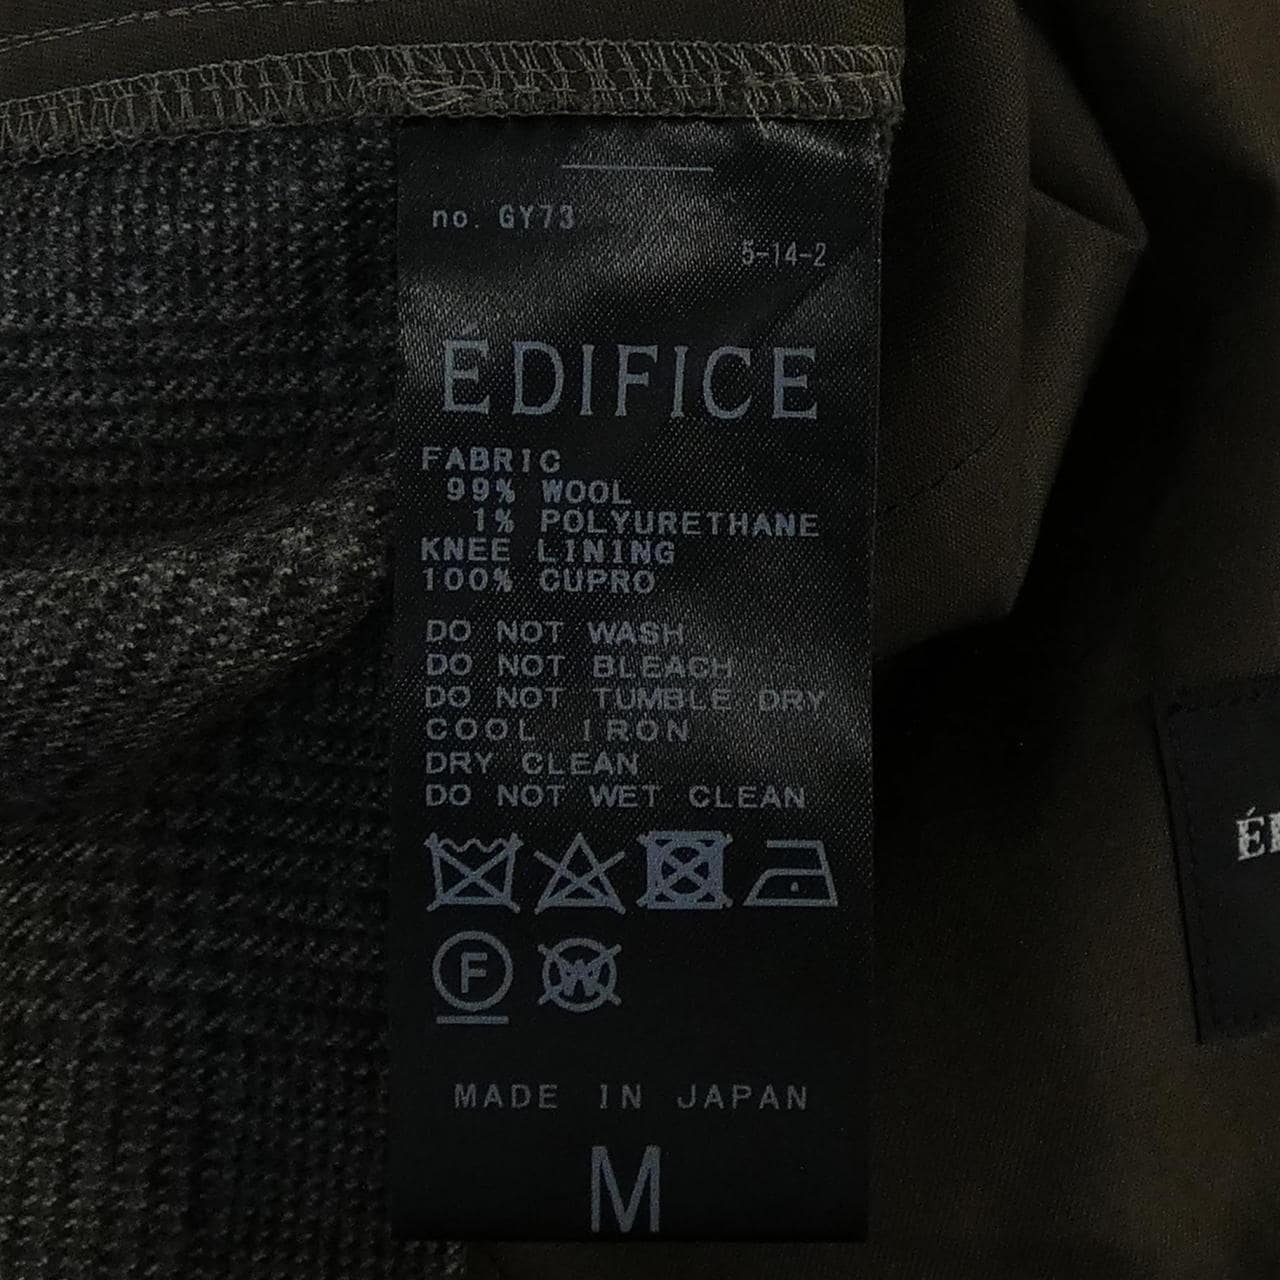 no. GY73
5-14-2
ÉDIFICE
FABRIC
99% WOOL
1% POLYURETHANE
KNEE LINING
100% CUPRO
DO NOT WASH
DO NOT BLEACH
DO NOT TUMBLE DRY
COOL IRON
DRY CLEAN
DO NOT WET CLEAN
F W
MADE IN JAPAN
M